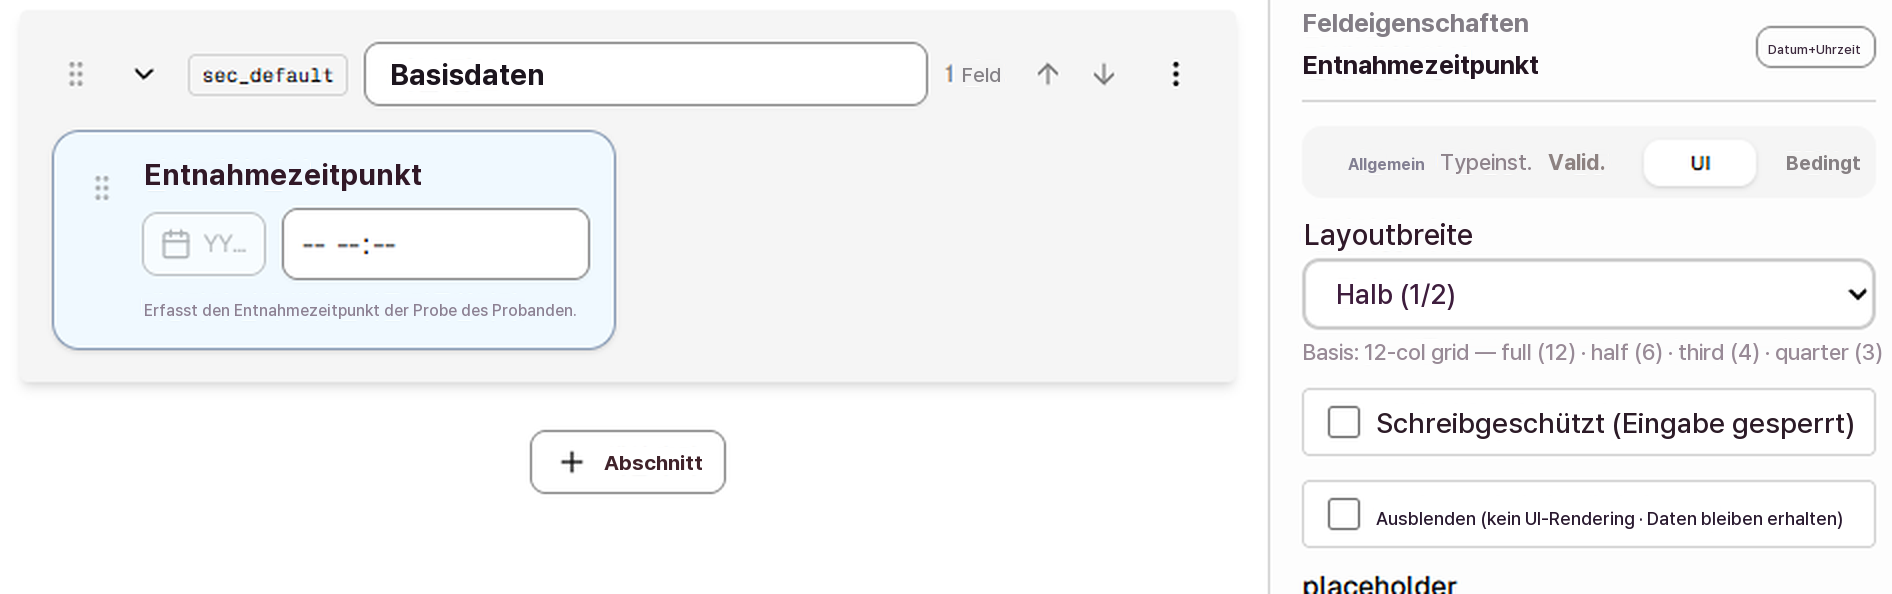 sec_default
Basisdaten
1 Feld
Entnahmezeitpunkt
YY...
-- --:--
Erfasst den Entnahmezeitpunkt der Probe des Probanden.
Abschnitt
Feldeigenschaften
Entnahmezeitpunkt
Datum+Uhrzeit
Allgemein Typeinst. Valid. UI Bedingt
Layoutbreite
Halb (1/2)
Basis: 12-col grid — full (12) · half (6) · third (4) · quarter (3)
Schreibgeschützt (Eingabe gesperrt)
Ausblenden (kein UI-Rendering · Daten bleiben erhalten)
placeholder